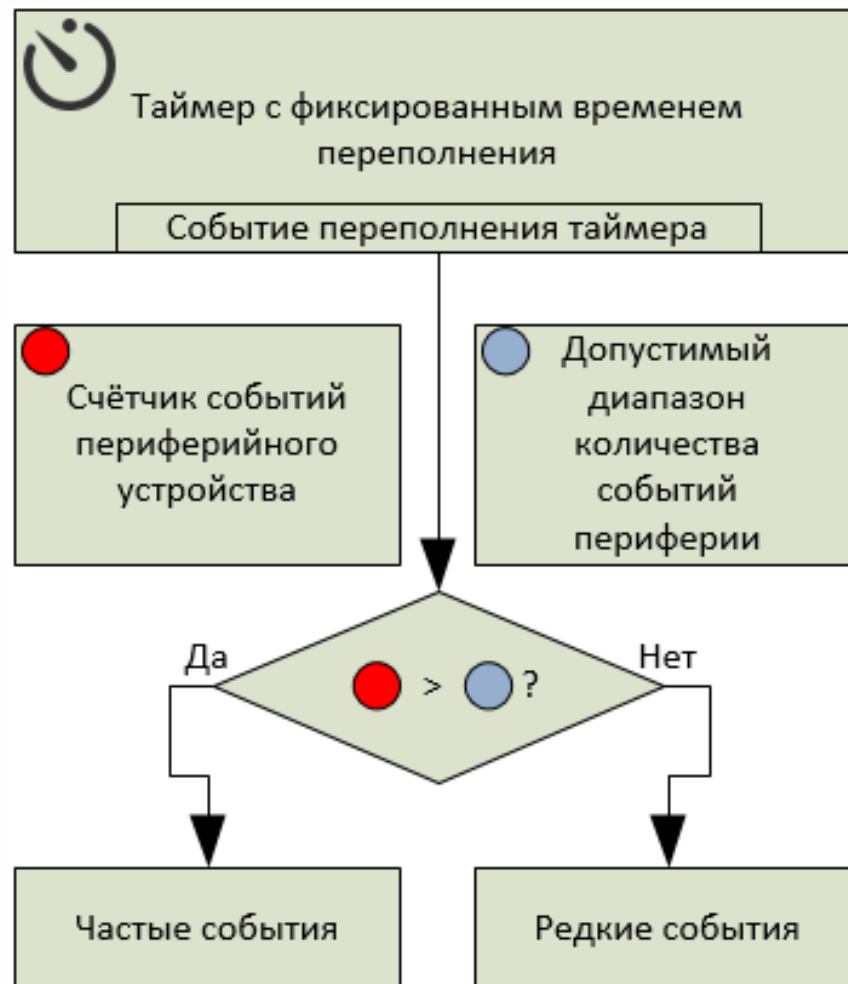 Таймер с фиксированным временем
переполнения
Событие переполнения таймера
Счётчик событий
периферийного
устройства
Допустимый
диапазон
количества
событий
периферии
Да
> ?
Нет
Частые события
Редкие события